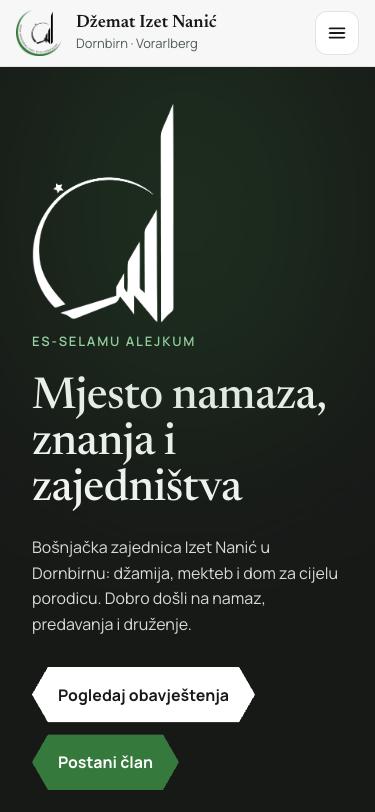 Džemat Izet Nanić
Dornbirn · Vorarlberg
ES-SELAMU ALEJKUM
Mjesto namaza,
znanja i
zajedništva
Bošnjačka zajednica Izet Nanić u
Dornbirnu: džamija, mekteb i dom za cijelu
porodicu. Dobro došli na namaz,
predavanja i druženje.
Pogledaj obavještenja
Postani član